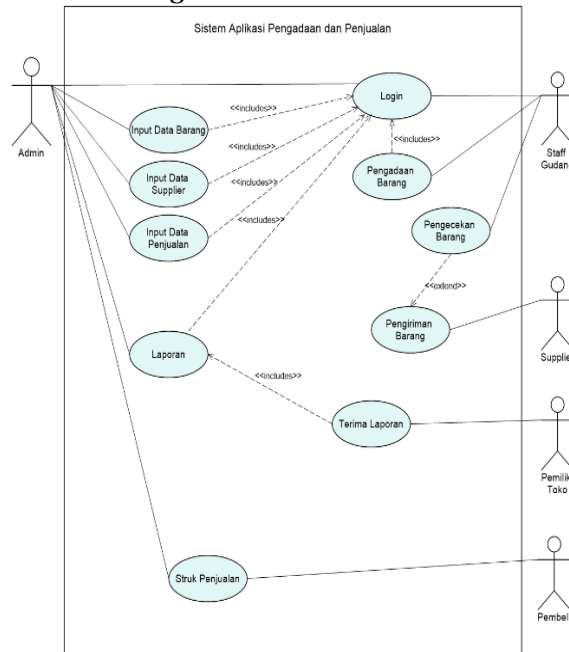 Sistem Aplikasi Pengadaan dan Penjualan
Admin
Login
<<includes>>
Input Data Barang
<<includes>>
<<includes>>
Staff
Gudan
Input Data
Supplier
<<includes>>
Pengadaan
Barang
Input Data
Penjualan
<<includes>>
Pengecekan
Barang
<<extend>>
Pengiriman
Barang
Laporan
Supplie
<<includes>>
Terima Laporan
Pemilik
Toko
Struk Penjualan
Pembel